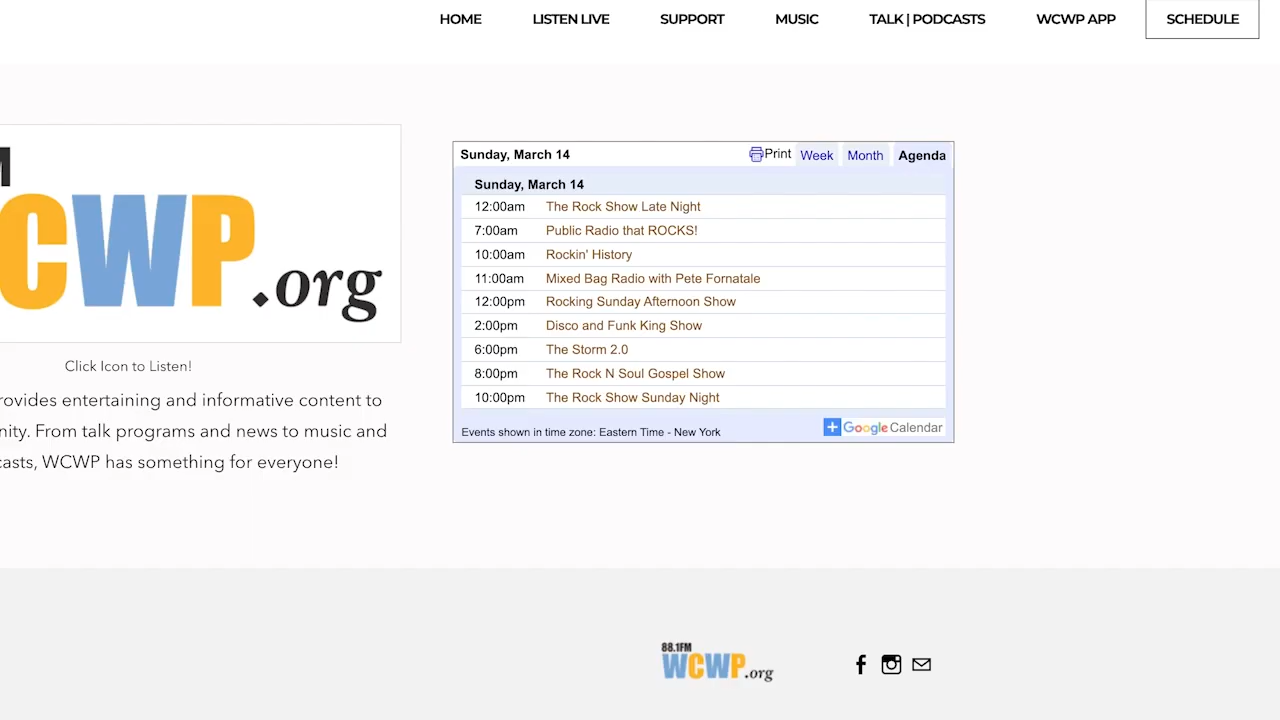 HOME LISTEN LIVE SUPPORT MUSIC TALK | PODCASTS WCWP APP SCHEDULE
M
CWP.org
Click Icon to Listen!
rovides entertaining and informative content to
nity. From talk programs and news to music and
casts, WCWP has something for everyone!
Sunday, March 14 Print Week Month Agenda
Sunday, March 14
12:00am The Rock Show Late Night
7:00am Public Radio that ROCKS!
10:00am Rockin' History
11:00am Mixed Bag Radio with Pete Fornatale
12:00pm Rocking Sunday Afternoon Show
2:00pm Disco and Funk King Show
6:00pm The Storm 2.0
8:00pm The Rock N Soul Gospel Show
10:00pm The Rock Show Sunday Night
Events shown in time zone: Eastern Time - New York
+ Google Calendar
88.1FM
WCWP.org